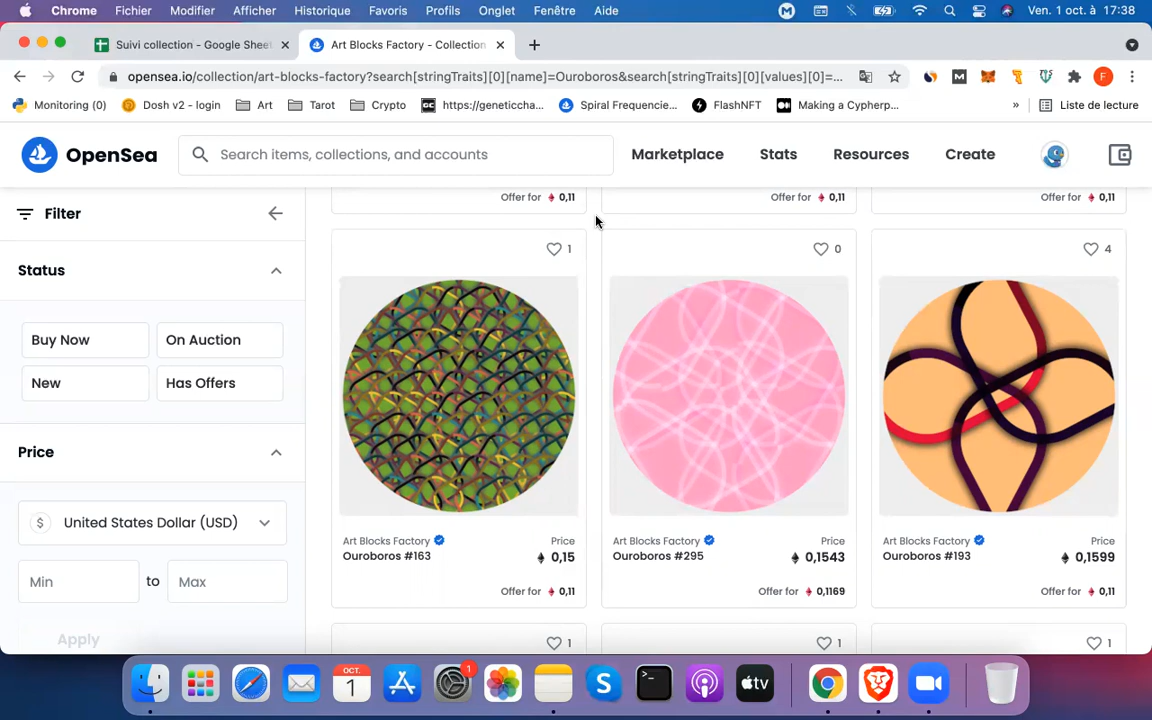 Chrome Fichier Modifier Afficher Historique Favoris Profils Onglet Fenêtre Aide Ven. 1 oct. à 17:38
Suivi collection - Google Shee
Art Blocks Factory - Collection
opensea.io/collection/art-blocks-factory?search[stringTraits][0][name]=Ouroboros&search[stringTraits][0][values][0]=...
Monitoring (0) Dosh v2 - login Art Tarot Crypto https://geneticcha... Spiral Frequencie... FlashNFT Making a Cypherp... » Liste de lecture
OpenSea
Search items, collections, and accounts
Marketplace Stats Resources Create
Filter
Status
Buy Now On Auction
New Has Offers
Price
$ United States Dollar (USD)
Min to Max
Apply
Offer for 0,11
Offer for 0,11
Offer for 0,11
1
0
4
Art Blocks Factory Price
Ouroboros #163 0,15
Offer for 0,11
Art Blocks Factory Price
Ouroboros #295 0,1543
Offer for 0,1169
Art Blocks Factory Price
Ouroboros #193 0,1599
Offer for 0,11
1
1
1
OCT.
1
1
tv